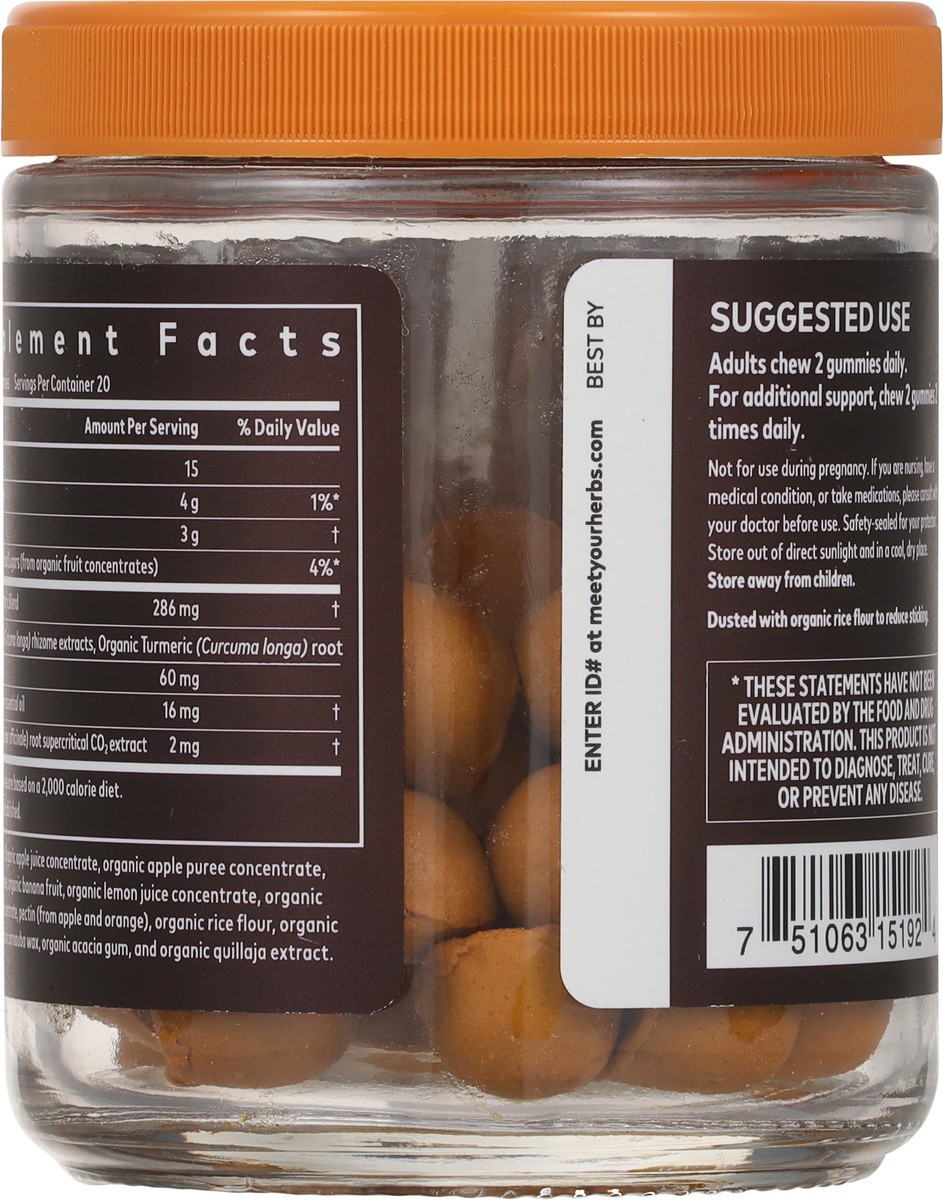 Facts
Servings Per Container 20
Amount Per Serving % Daily Value
15
4 g 1%*
3 g †
(from organic fruit concentrates) 4%*
286 mg †
rhizome extracts, Organic Turmeric (Curcuma longa) root
60 mg
oil 16 mg †
root supercritical CO₂ extract 2 mg †
based on a 2,000 calorie diet.
apple juice concentrate, organic apple puree concentrate,
organic banana fruit, organic lemon juice concentrate, organic
pectin (from apple and orange), organic rice flour, organic
wax, organic acacia gum, and organic quillaja extract.
BEST BY
ENTER ID# at meetyourherbs.com
SUGGESTED USE
Adults chew 2 gummies daily.
For additional support, chew 2 gummies 2
times daily.
Not for use during pregnancy. If you are nursing, have a
medical condition, or take medications, please consult with
your doctor before use. Safety-sealed for your protection.
Store out of direct sunlight and in a cool, dry place.
Store away from children.
Dusted with organic rice flour to reduce sticking.
* THESE STATEMENTS HAVE NOT BEEN
EVALUATED BY THE FOOD AND DRUG
ADMINISTRATION. THIS PRODUCT IS NOT
INTENDED TO DIAGNOSE, TREAT, CURE,
OR PREVENT ANY DISEASE.
7 51063 15192 4